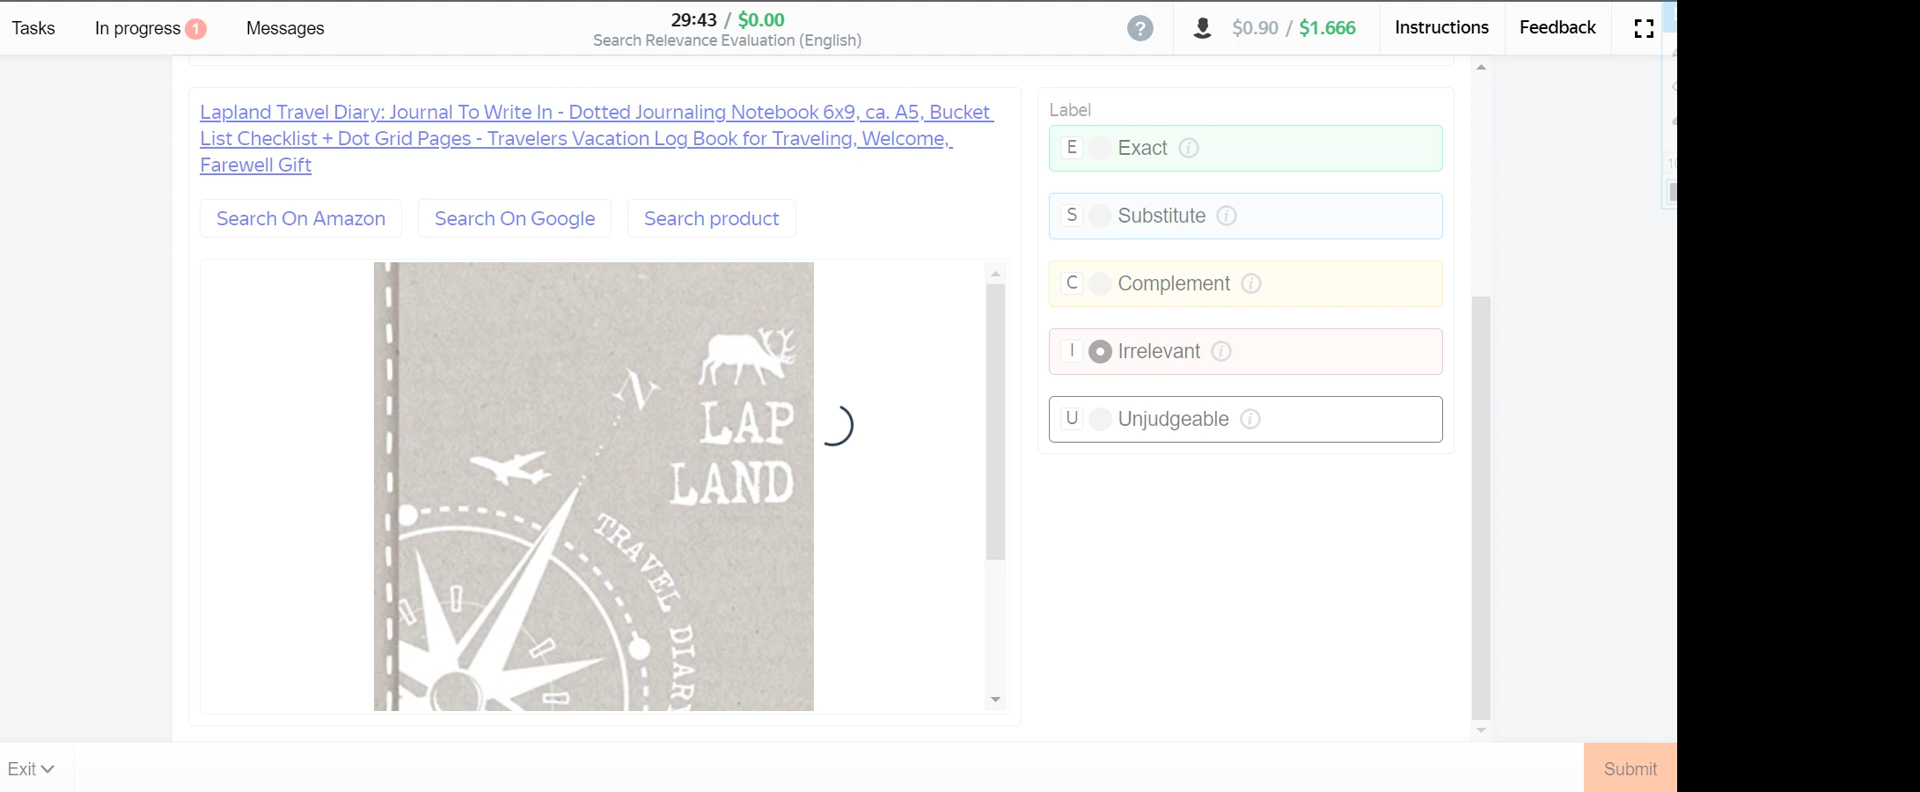 Tasks
In progress 1
Messages
29:43 / $0.00
Search Relevance Evaluation (English)
?
$0.90 / $1.666
Instructions
Feedback
Lapland Travel Diary: Journal To Write In - Dotted Journaling Notebook 6x9, ca. A5, Bucket
List Checklist + Dot Grid Pages - Travelers Vacation Log Book for Traveling, Welcome,
Farewell Gift
Search On Amazon
Search On Google
Search product
N
LAP
LAND
TRAVEL DIARY
Label
E Exact i
S Substitute i
C Complement i
I Irrelevant i
U Unjudgeable i
Exit
Submit